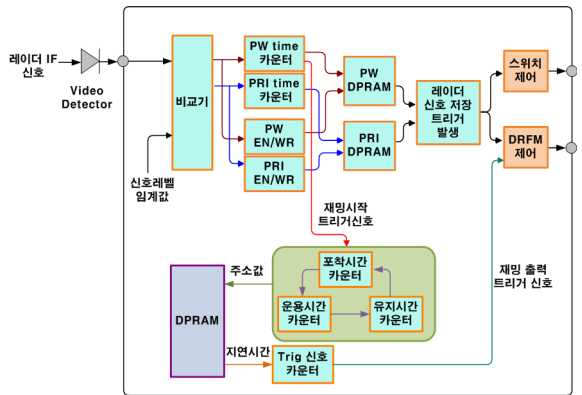 레이더 IF
신호
Video
Detector
비교기
신호레벨
임계값
PW time
카운터
PRI time
카운터
PW
EN/WR
PRI
EN/WR
PW
DPRAM
PRI
DPRAM
레이더
신호 저장
트리거
발생
스위치
제어
DRFM
제어
재밍시작
트리거신호
재밍 출력
트리거 신호
포착시간
카운터
운용시간
카운터
유지시간
카운터
주소값
DPRAM
지연시간
Trig 신호
카운터